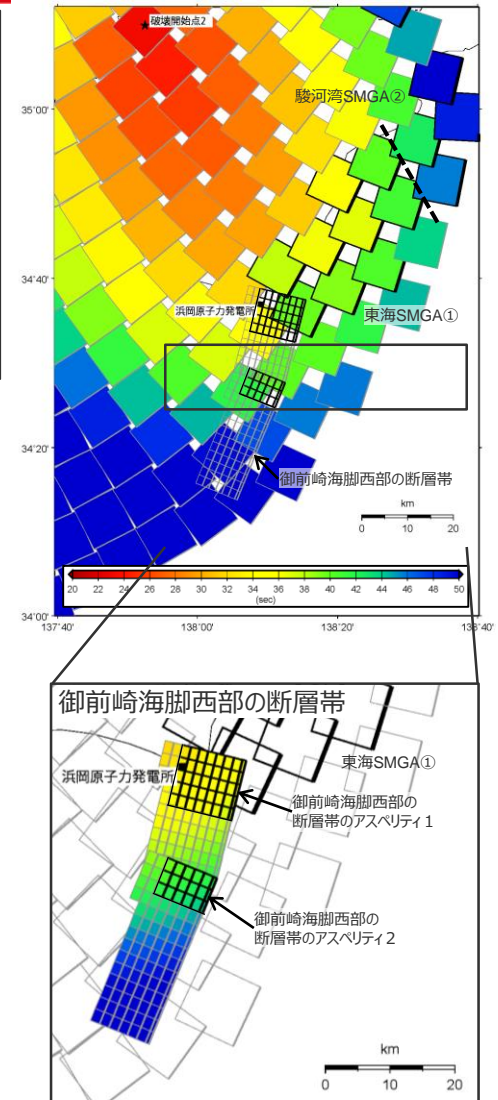 破壊開始点2
駿河湾SMGA②
35°00'
34°40'
浜岡原子力発電所
東海SMGA①
34°20'
御前崎海脚西部の断層帯
km
0 10 20
20 22 24 26 28 30 32 34 36 38 40 42 44 46 48 50
(sec)
34°00'
137°40' 138°00' 138°20' 138°40'
御前崎海脚西部の断層帯
東海SMGA①
浜岡原子力発電所
御前崎海脚西部の
断層帯のアスペリティ1
御前崎海脚西部の
断層帯のアスペリティ2
km
0 10 20